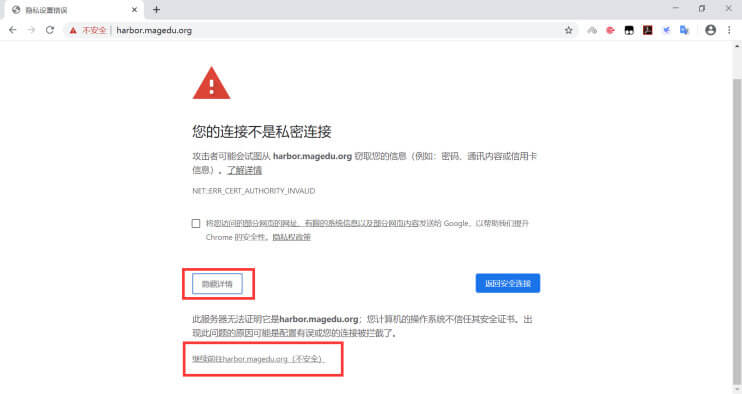 隐私设置错误
不安全 harbor.magedu.org
您的连接不是私密连接
攻击者可能会试图从 harbor.magedu.org 窃取您的信息（例如：密码、通讯内容或信用卡
信息）。了解详情
NET::ERR_CERT_AUTHORITY_INVALID
将您访问的部分网页的网址、有限的系统信息以及部分网页内容发送给 Google，以帮助我们提升
Chrome 的安全性。隐私权政策
隐藏详情
返回安全连接
此服务器无法证明它是harbor.magedu.org；您计算机的操作系统不信任其安全证书。出
现此问题的原因可能是配置有误或您的连接被拦截了。
继续前往harbor.magedu.org（不安全）